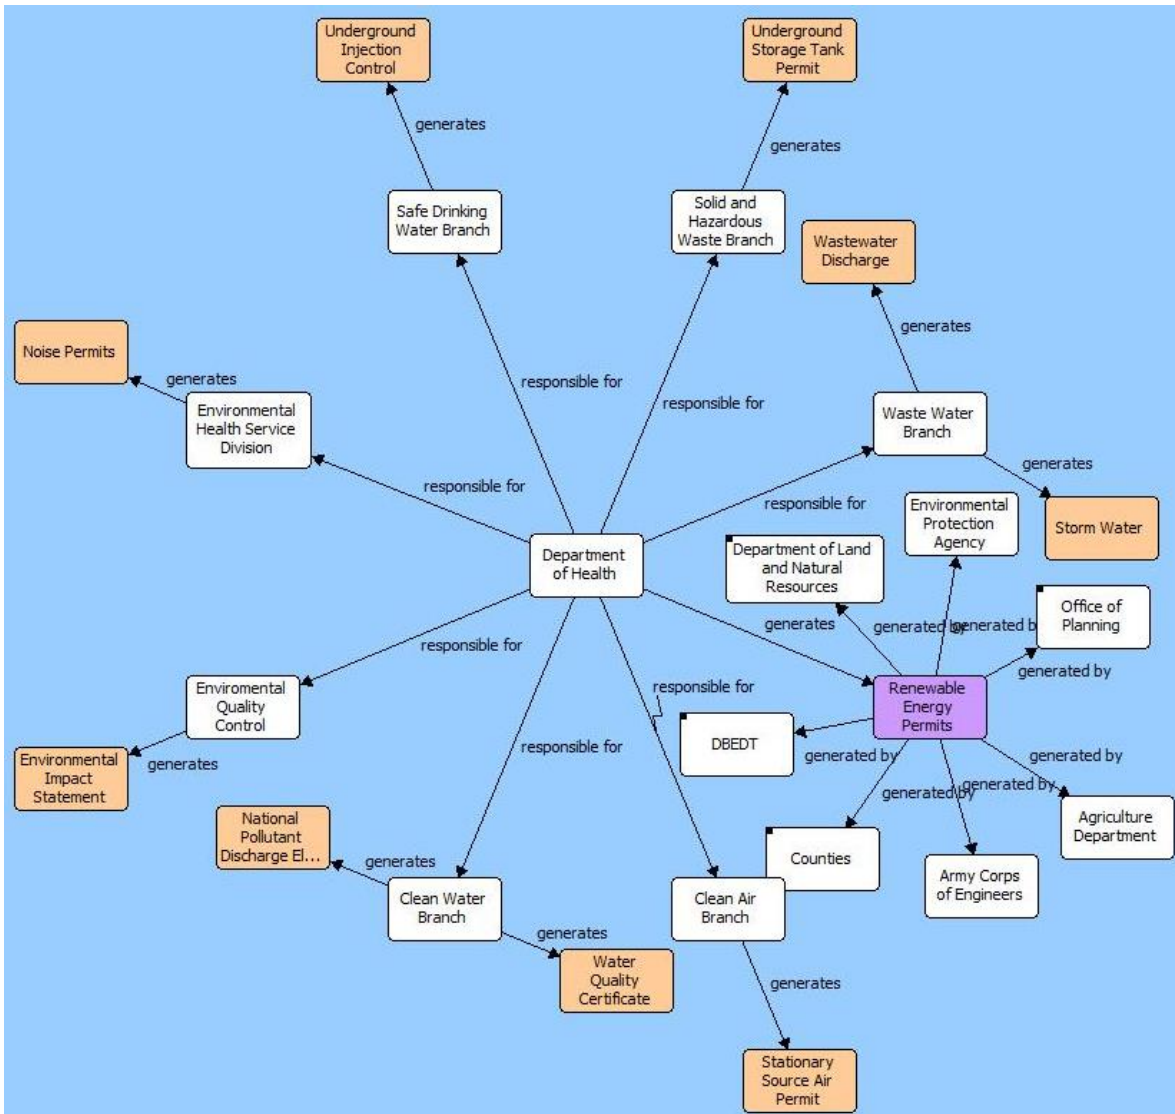 Underground
Injection
Control
Underground
Storage Tank
Permit
generates
generates
Safe Drinking
Water Branch
Solid and
Hazardous
Waste Branch
Wastewater
Discharge
generates
Noise Permits
generates
responsible for
responsible for
Environmental
Health Service
Division
Waste Water
Branch
generates
responsible for
responsible for
Environmental
Protection
Agency
Storm Water
Department
of Health
Department of Land
and Natural
Resources
Office of
Planning
generates
generated by
generated b
generated by
responsible for
responsible for
Renewable
Energy
Permits
Enviromental
Quality
Control
DBEDT
generated by
generated by
generated by
generated by
responsible for
Environmental
Impact
Statement
generates
National
Pollutant
Discharge El...
generates
Agriculture
Department
Counties
Clean Water
Branch
Clean Air
Branch
Army Corps
of Engineers
generates
Water
Quality
Certificate
generates
Stationary
Source Air
Permit